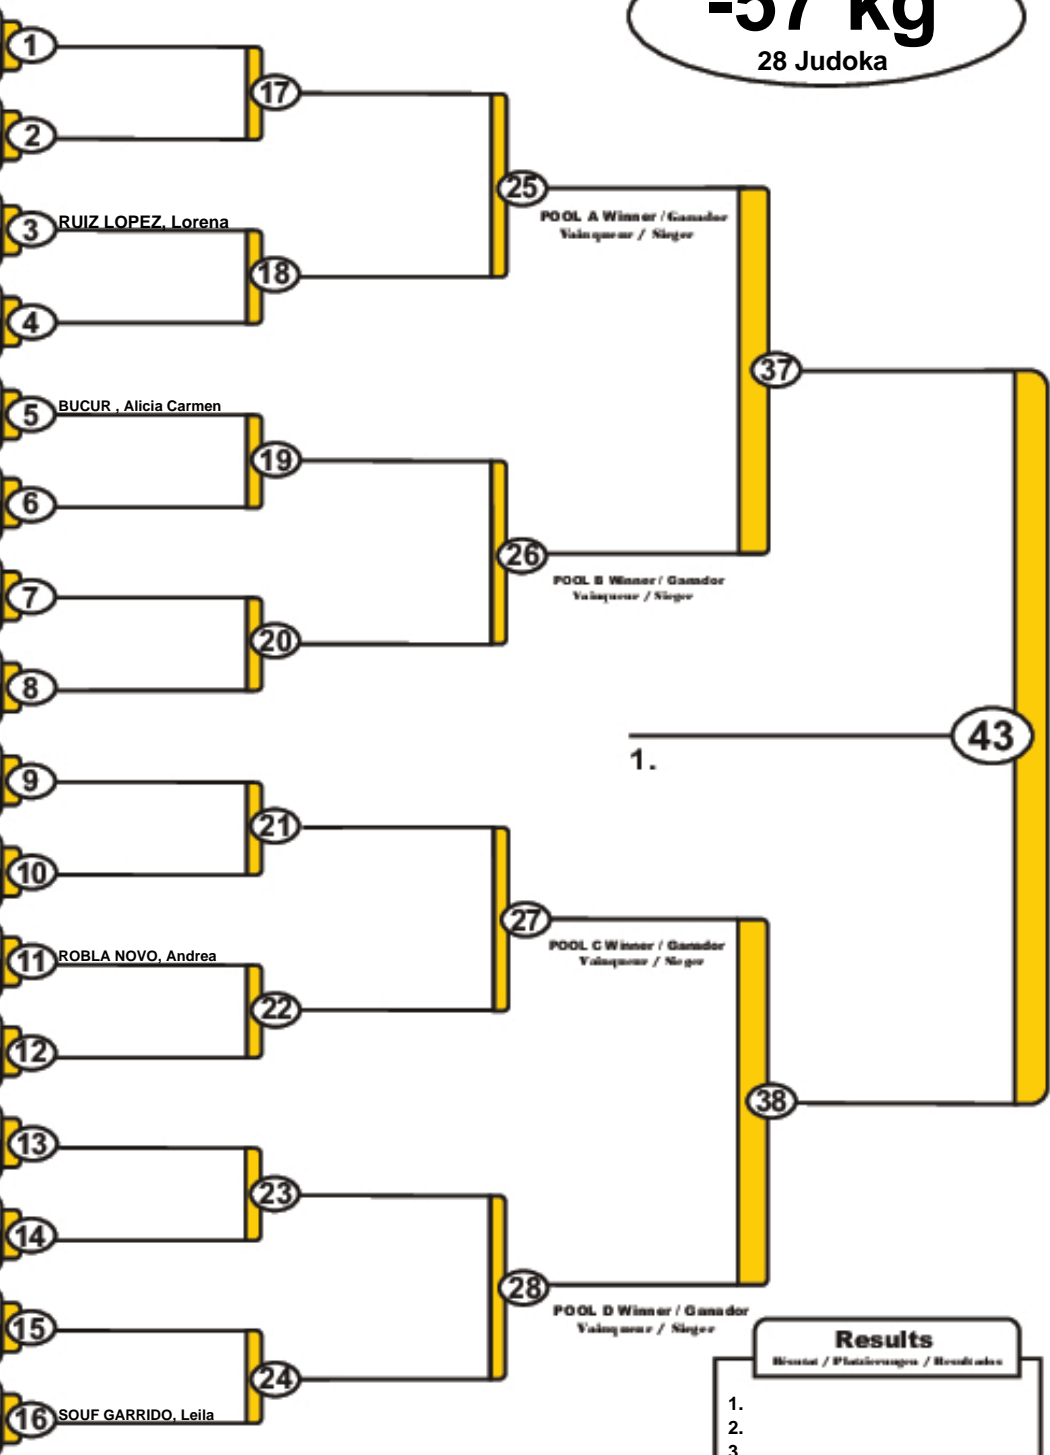 -57 kg
28 Judoka
1
17
2
25
3 RUIZ LOPEZ, Lorena
POOL A Winner / Ganador
Vainqueur / Sieger
18
4
37
5 BUCUR , Alicia Carmen
19
6
26
POOL B Winner / Ganador
Vainqueur / Sieger
7
20
8
43
1.
9
21
10
27
POOL C Winner / Ganador
Vainqueur / Sieger
11 ROBLA NOVO, Andrea
22
12
38
13
23
14
28
POOL D Winner / Ganador
Vainqueur / Sieger
15
Results
Résutat / Platzierungen / Resultados
24
16 SOUF GARRIDO, Leila
1.
2.
3